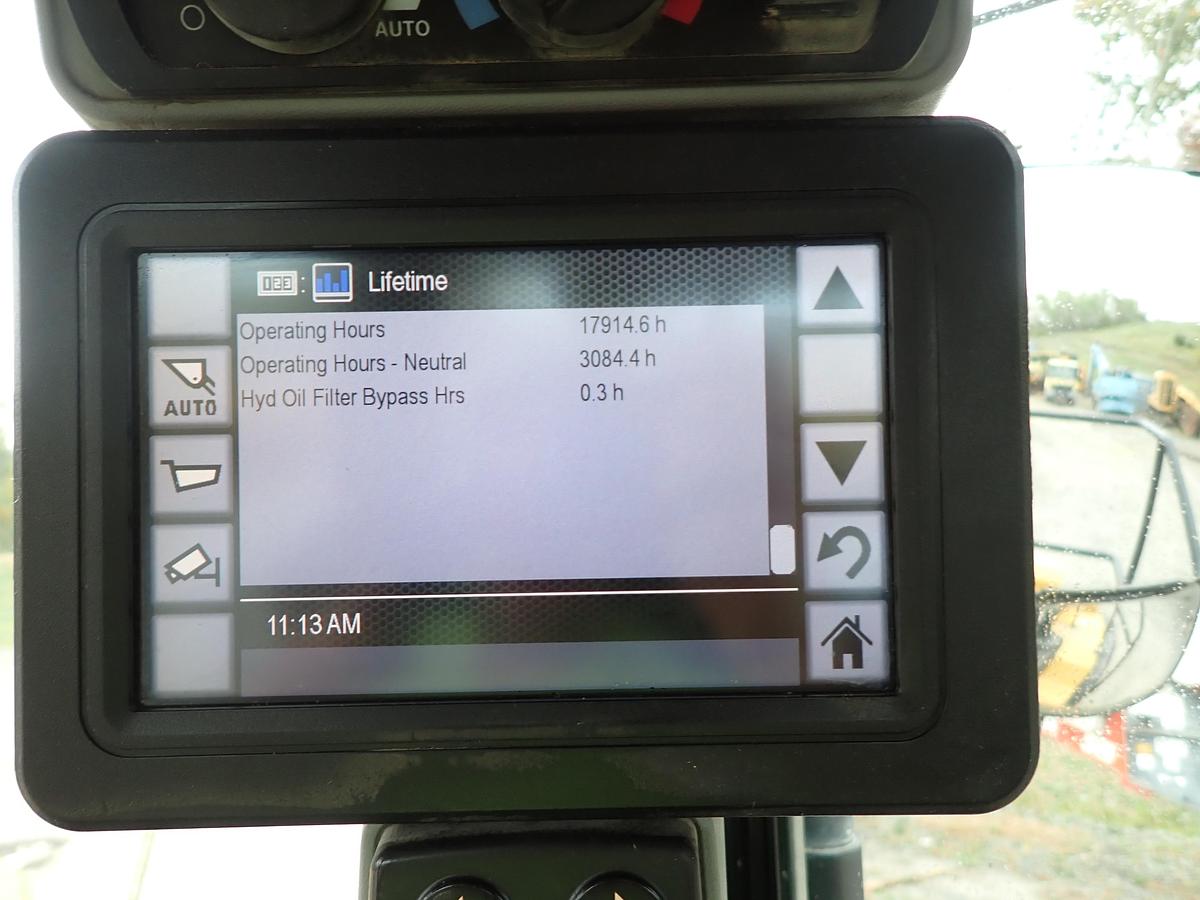 AUTO
123 : Lifetime
Operating Hours 17914.6 h
Operating Hours - Neutral 3084.4 h
Hyd Oil Filter Bypass Hrs 0.3 h
AUTO
11:13 AM